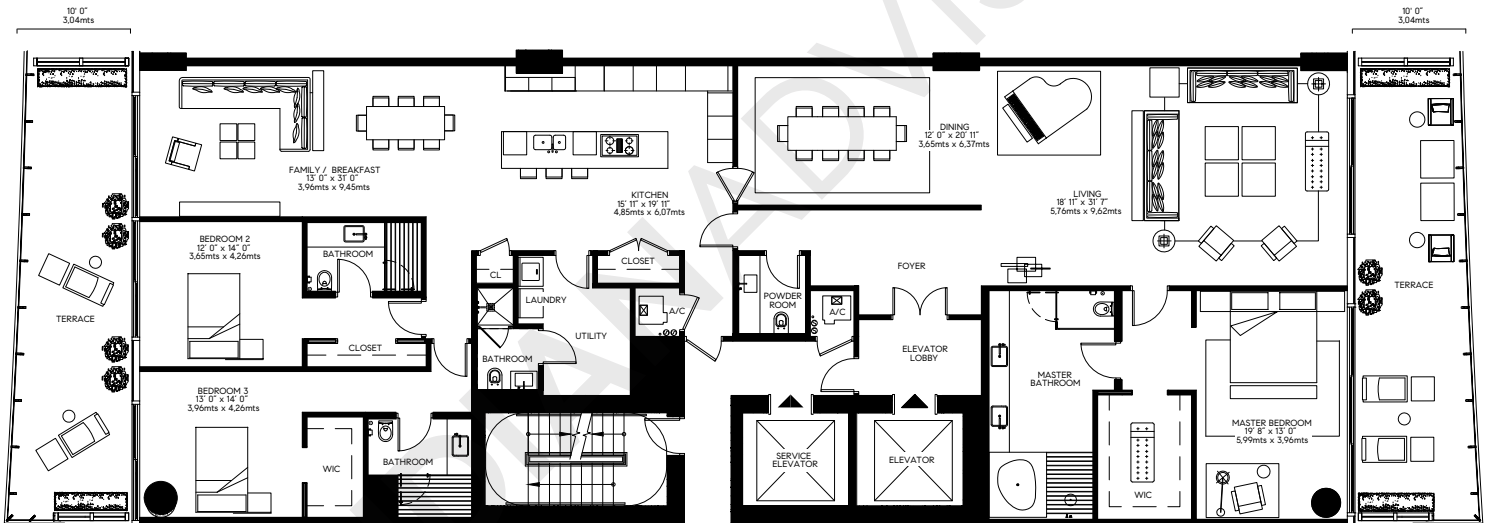 10' 0"
3,04mts
10' 0"
3,04mts
FAMILY / BREAKFAST
13' 0" x 31' 0"
3,96mts x 9,45mts
KITCHEN
15' 11" x 19' 11"
4,85mts x 6,07mts
DINING
12' 0" x 20' 11"
3,65mts x 6,37mts
LIVING
18' 11" x 31' 7"
5,76mts x 9,62mts
BEDROOM 2
12' 0" x 14' 0"
3,65mts x 4,26mts
BATHROOM
TERRACE
CLOSET
CL
CLOSET
LAUNDRY
UTILITY
A/C
BATHROOM
POWDER
ROOM
A/C
FOYER
ELEVATOR
LOBBY
TERRACE
MASTER
BATHROOM
BEDROOM 3
13' 0" x 14' 0"
3,96mts x 4,26mts
WIC
BATHROOM
SERVICE
ELEVATOR
ELEVATOR
WIC
MASTER BEDROOM
19' 8" x 13' 0"
5,99mts x 3,96mts